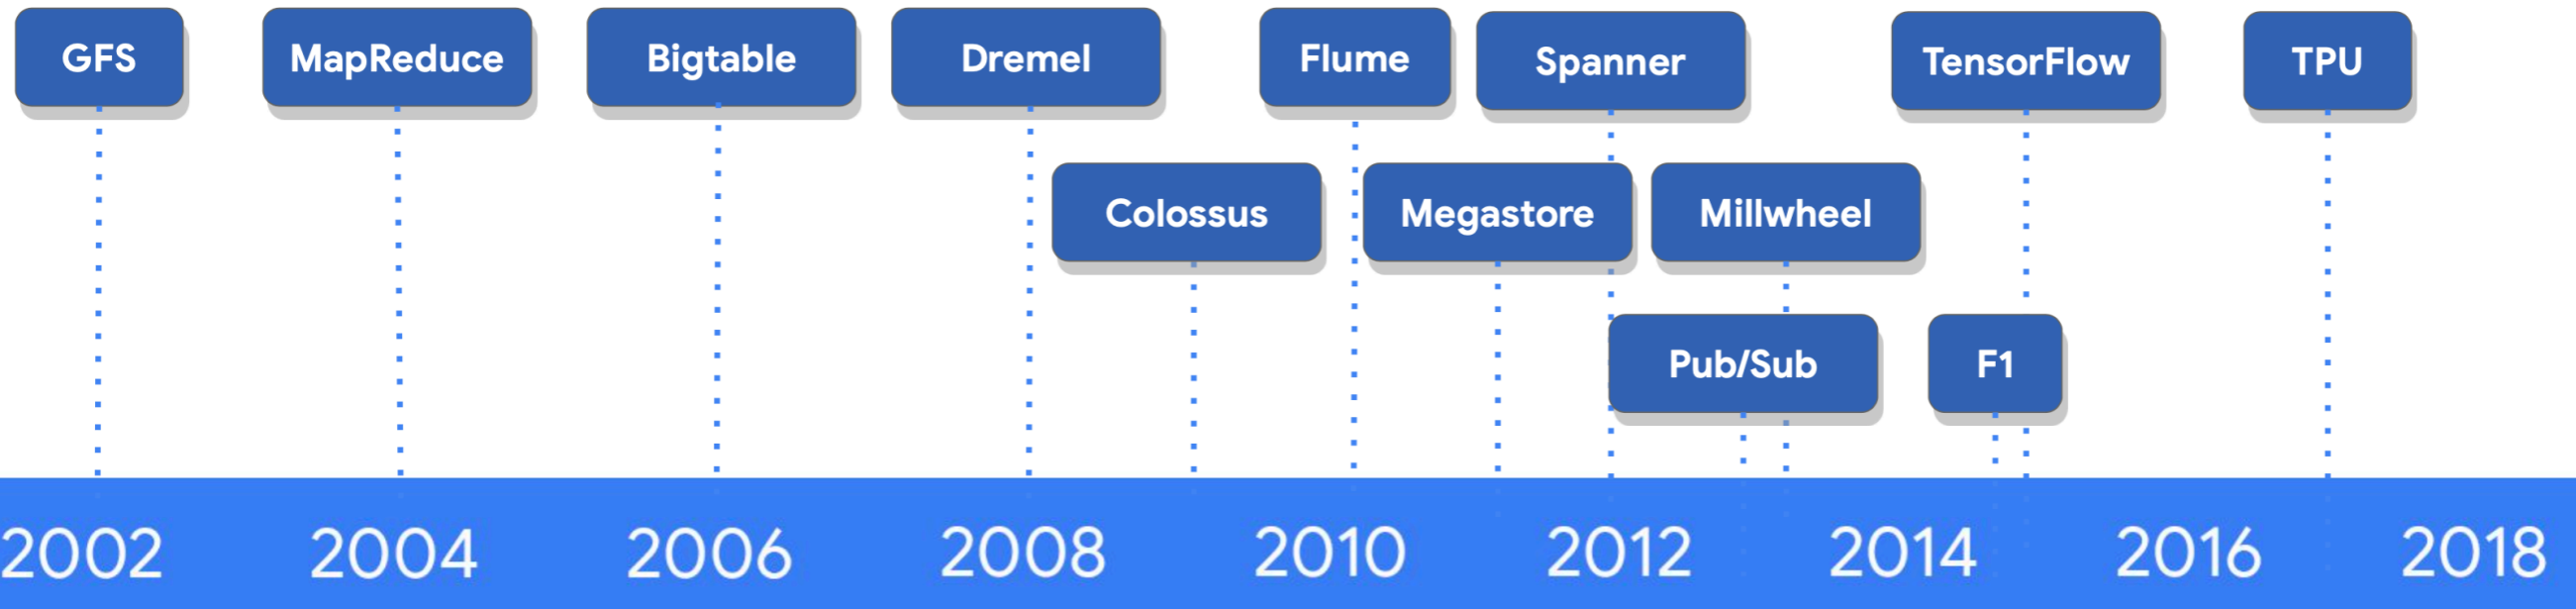 GFS
MapReduce
Bigtable
Dremel
Flume
Spanner
TensorFlow
TPU
Colossus
Megastore
Millwheel
Pub/Sub
F1
2002
2004
2006
2008
2010
2012
2014
2016
2018